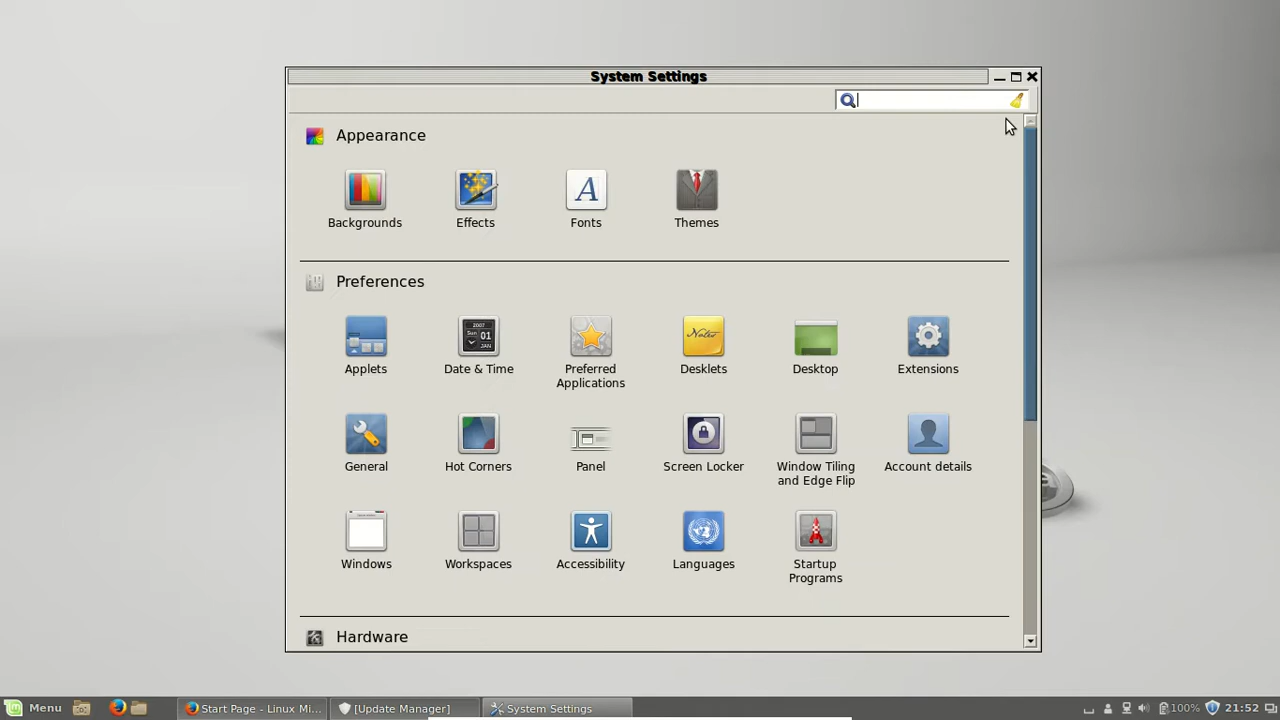 System Settings
Appearance
Backgrounds
Effects
Fonts
Themes
Preferences
Applets
Date & Time
Preferred
Applications
Desklets
Desktop
Extensions
General
Hot Corners
Panel
Screen Locker
Window Tiling
and Edge Flip
Account details
Windows
Workspaces
Accessibility
Languages
Startup
Programs
Hardware
Menu
Start Page - Linux Mi...
[Update Manager]
System Settings
100%
21:52